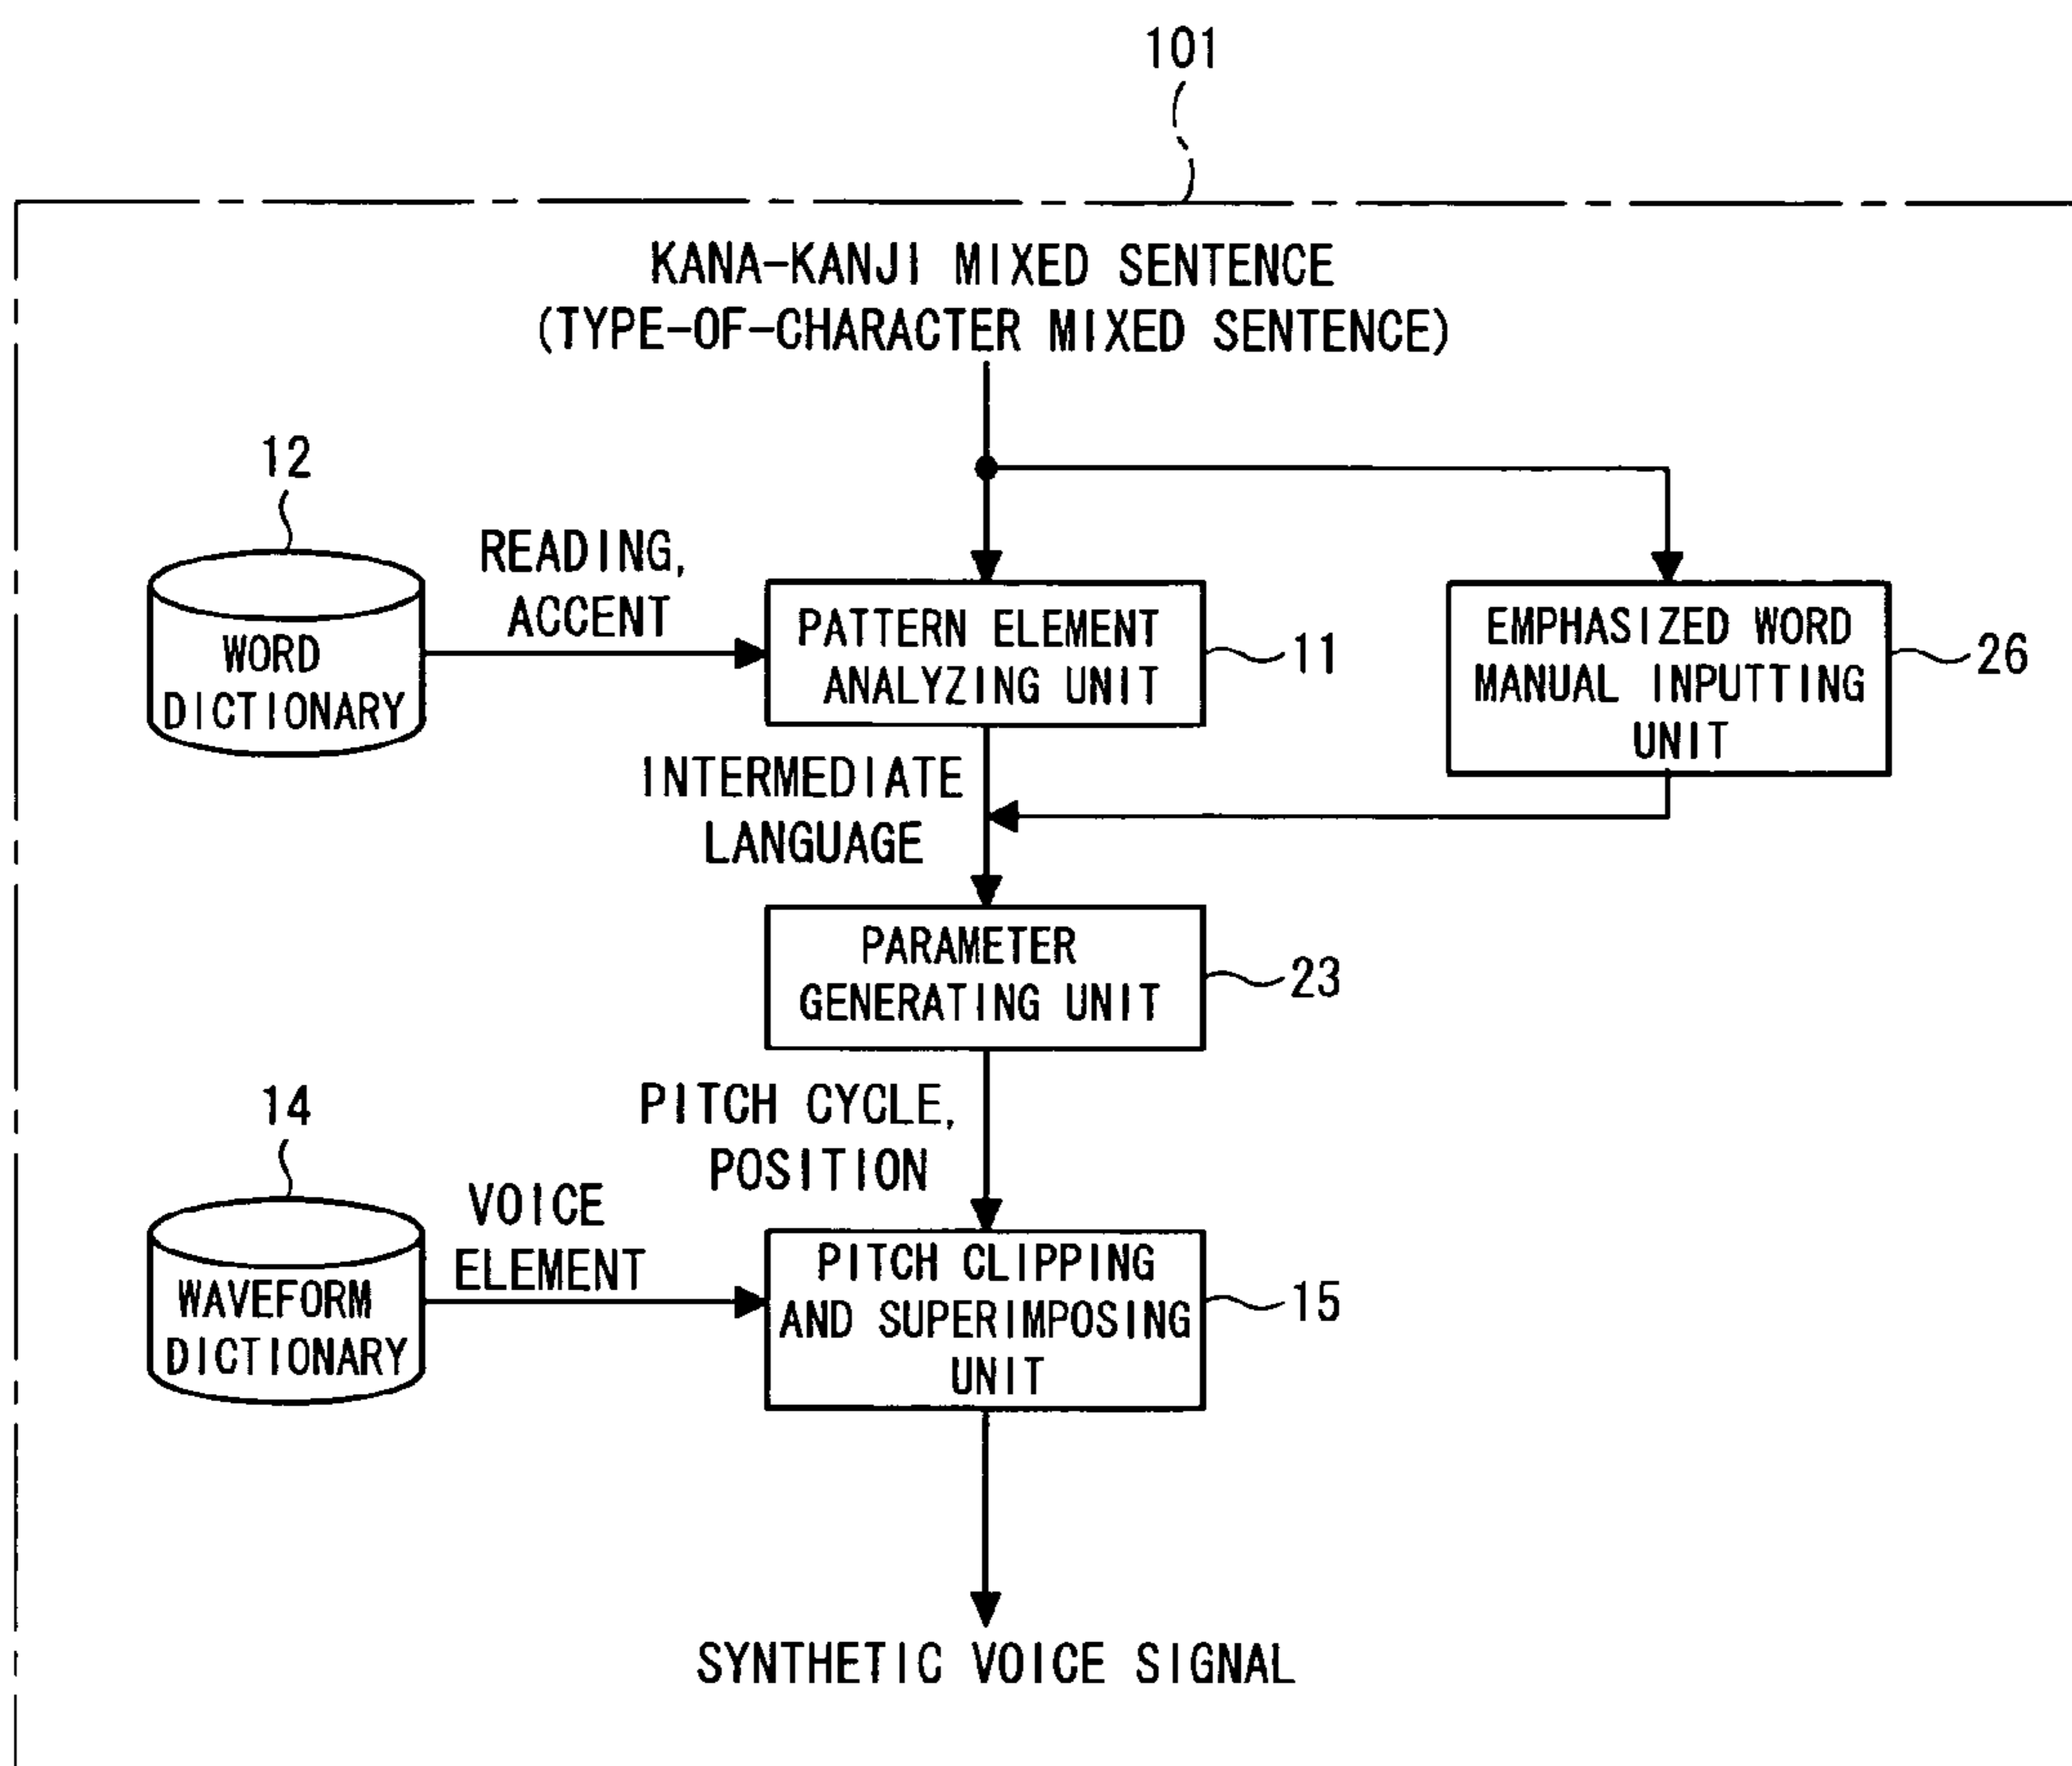 101
KANA-KANJI MIXED SENTENCE
(TYPE-OF-CHARACTER MIXED SENTENCE)
12
READING,
ACCENT
WORD
DICTIONARY
PATTERN ELEMENT
ANALYZING UNIT
11
EMPHASIZED WORD
MANUAL INPUTTING
UNIT
26
INTERMEDIATE
LANGUAGE
PARAMETER
GENERATING UNIT
23
PITCH CYCLE,
POSITION
14
VOICE
ELEMENT
WAVEFORM
DICTIONARY
PITCH CLIPPING
AND SUPERIMPOSING
UNIT
15
SYNTHETIC VOICE SIGNAL